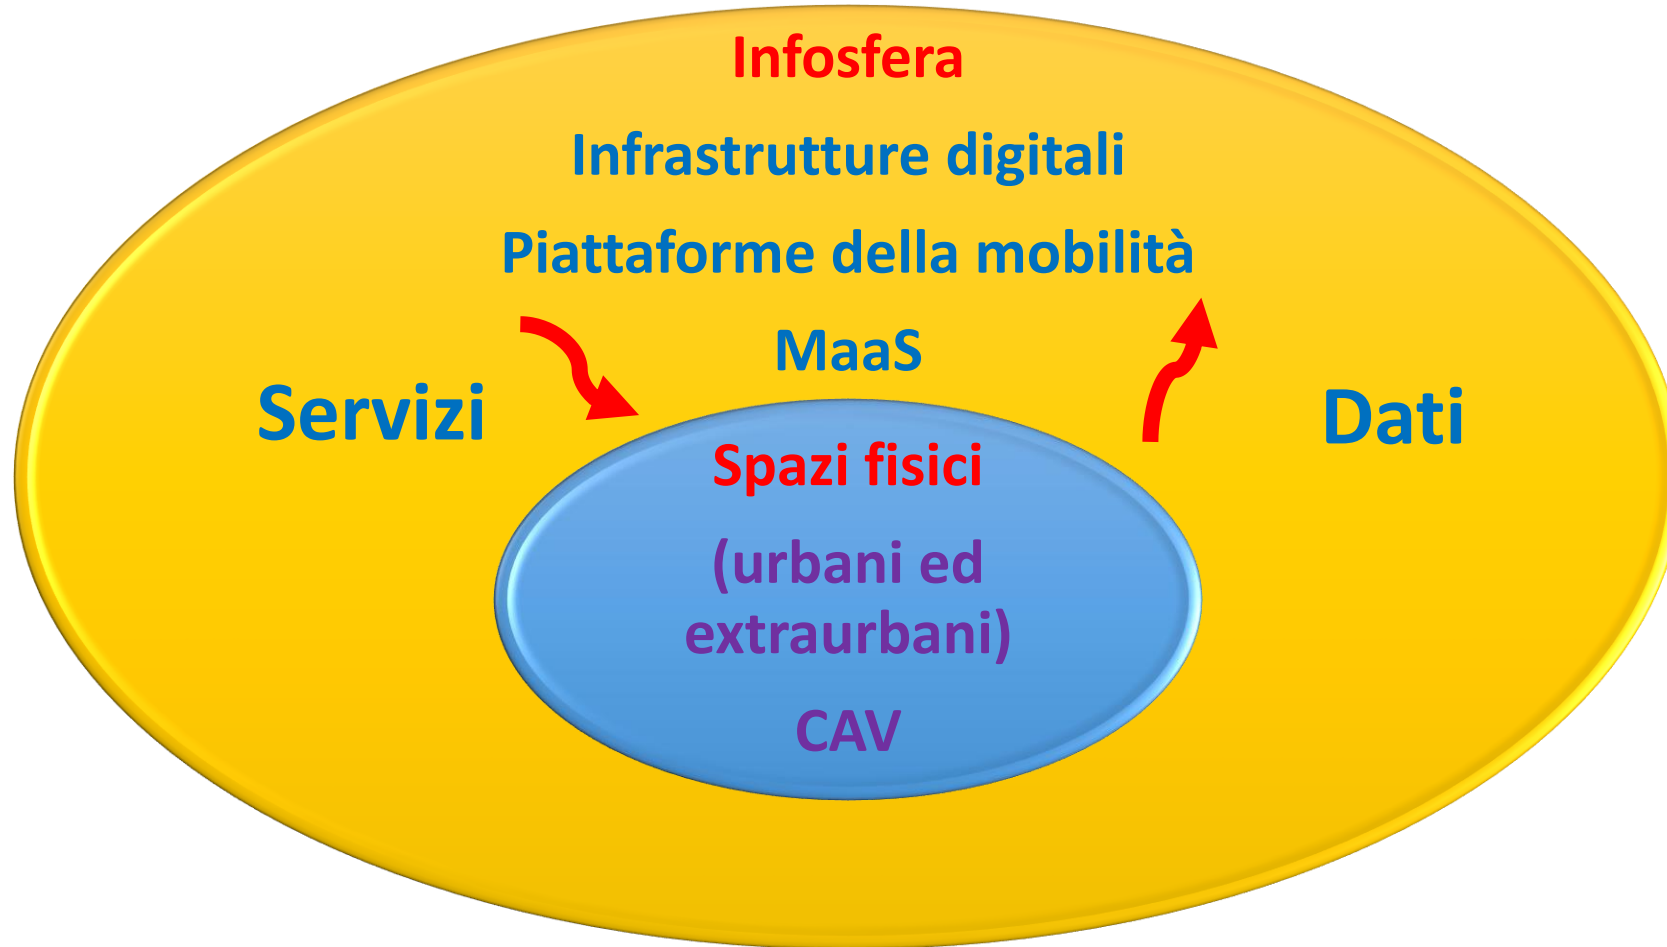 Infosfera
Infrastrutture digitali
Piattaforme della mobilità
MaaS
Servizi
Dati
Spazi fisici
(urbani ed
extraurbani)
CAV